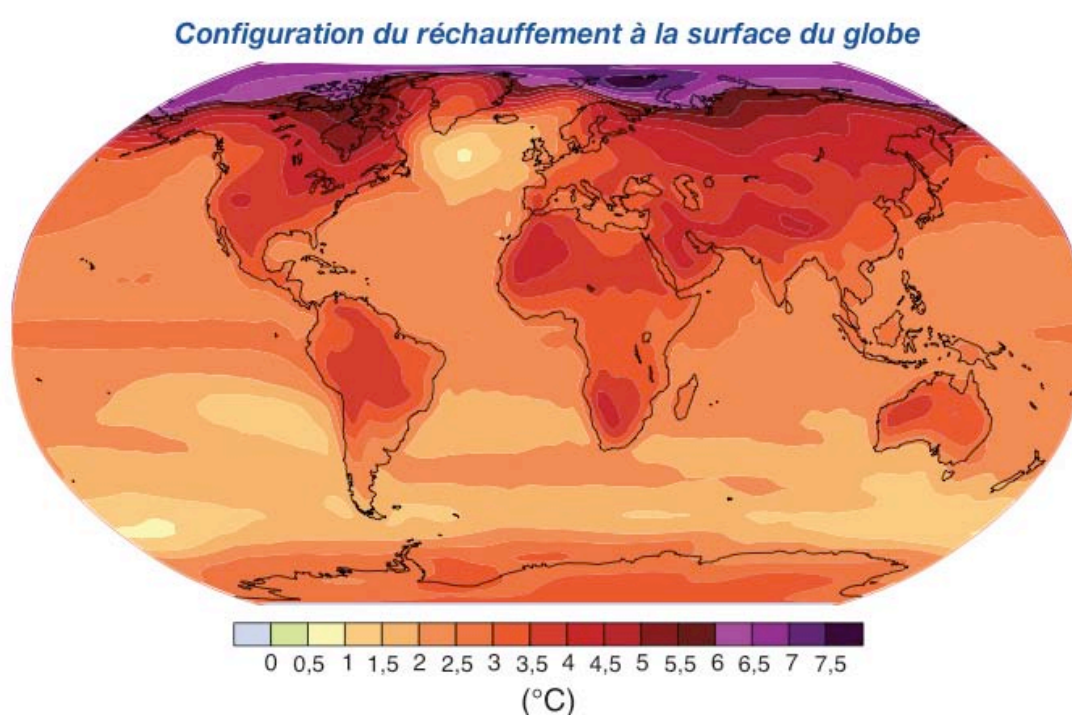 Configuration du réchauffement à la surface du globe
0 0,5 1 1,5 2 2,5 3 3,5 4 4,5 5 5,5 6 6,5 7 7,5
(°C)